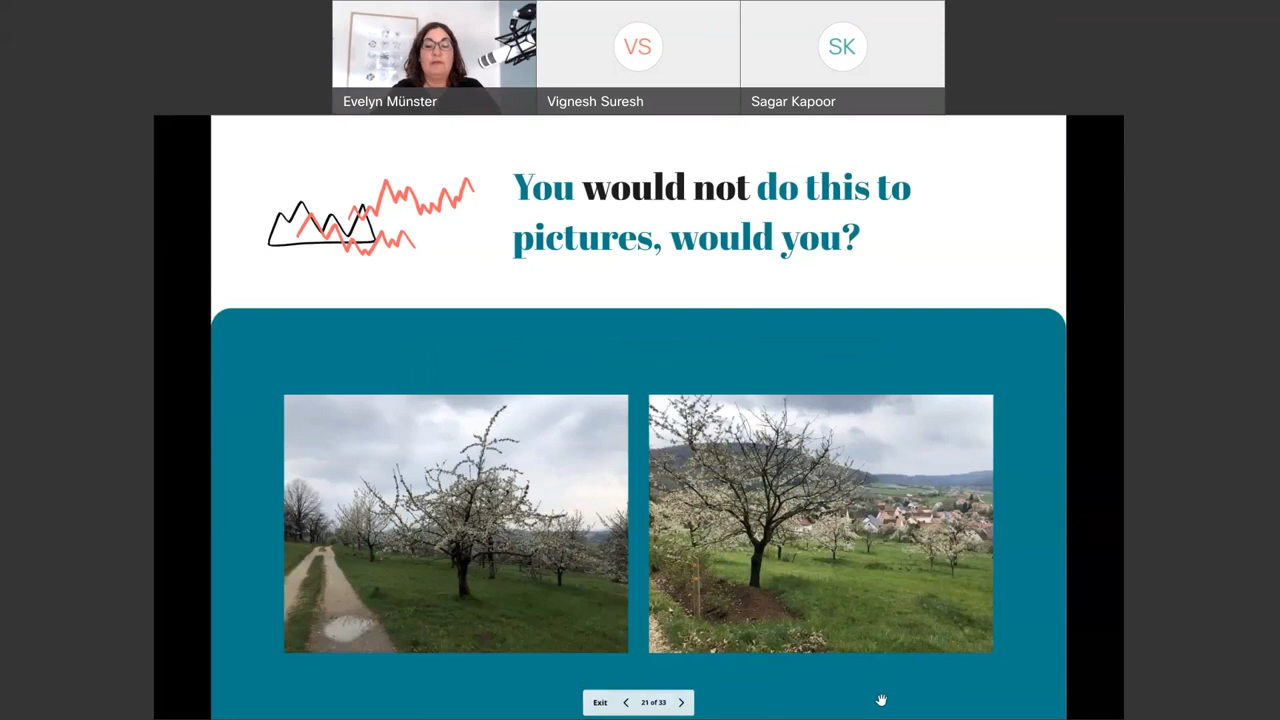 VS
SK
Evelyn Münster
Vignesh Suresh
Sagar Kapoor
You would not do this to
pictures, would you?
Exit
21 of 33